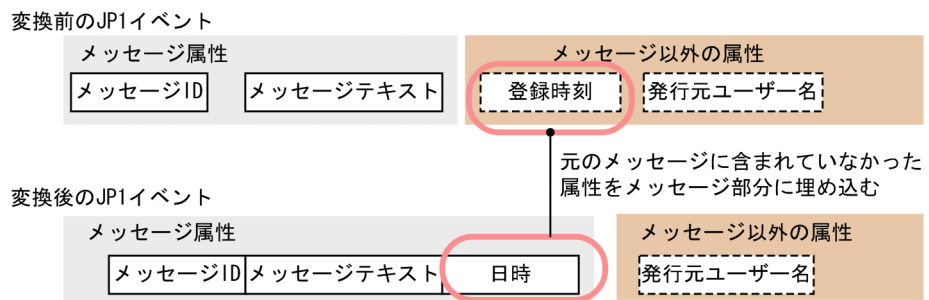 変換前のJP1イベント
メッセージ属性
メッセージ以外の属性
メッセージID
メッセージテキスト
登録時刻
発行元ユーザー名
元のメッセージに含まれていなかった
属性をメッセージ部分に埋め込む
変換後のJP1イベント
メッセージ属性
メッセージ以外の属性
メッセージID
メッセージテキスト
日時
発行元ユーザー名